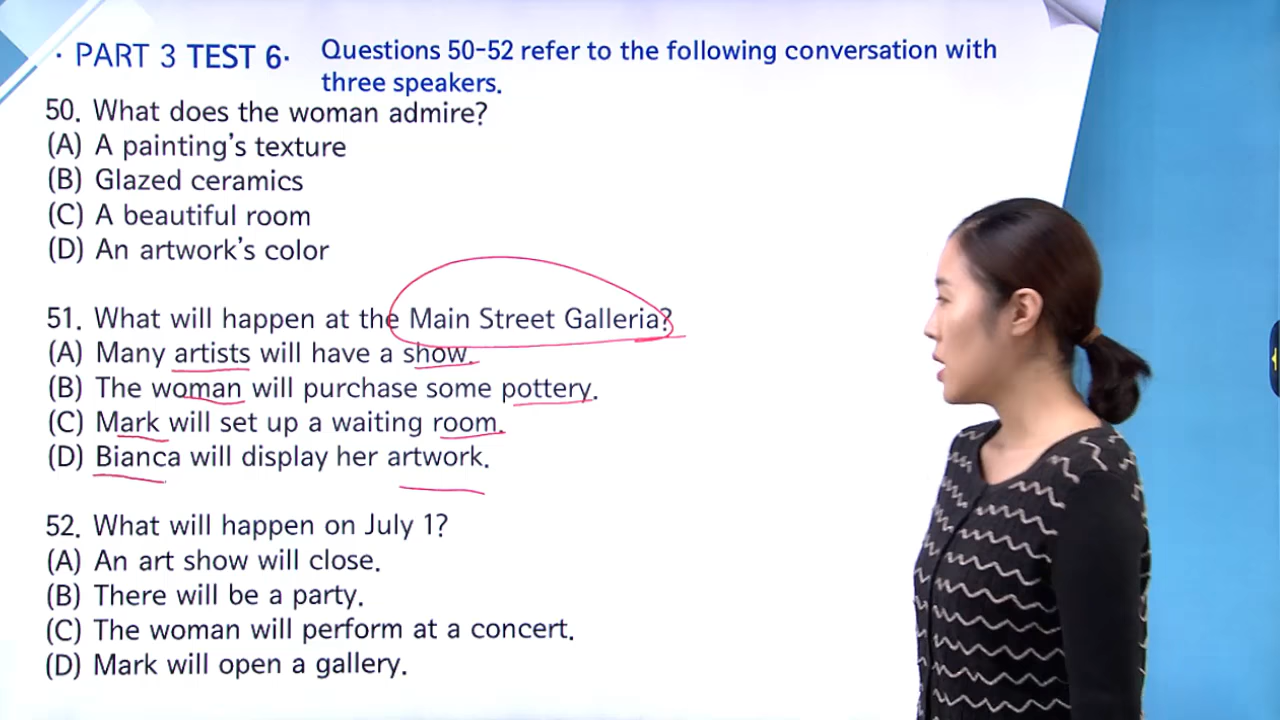 · PART 3 TEST 6·
Questions 50-52 refer to the following conversation with
three speakers.
50. What does the woman admire?
(A) A painting's texture
(B) Glazed ceramics
(C) A beautiful room
(D) An artwork's color
51. What will happen at the Main Street Galleria?
(A) Many artists will have a show.
(B) The woman will purchase some pottery.
(C) Mark will set up a waiting room.
(D) Bianca will display her artwork.
52. What will happen on July 1?
(A) An art show will close.
(B) There will be a party.
(C) The woman will perform at a concert.
(D) Mark will open a gallery.